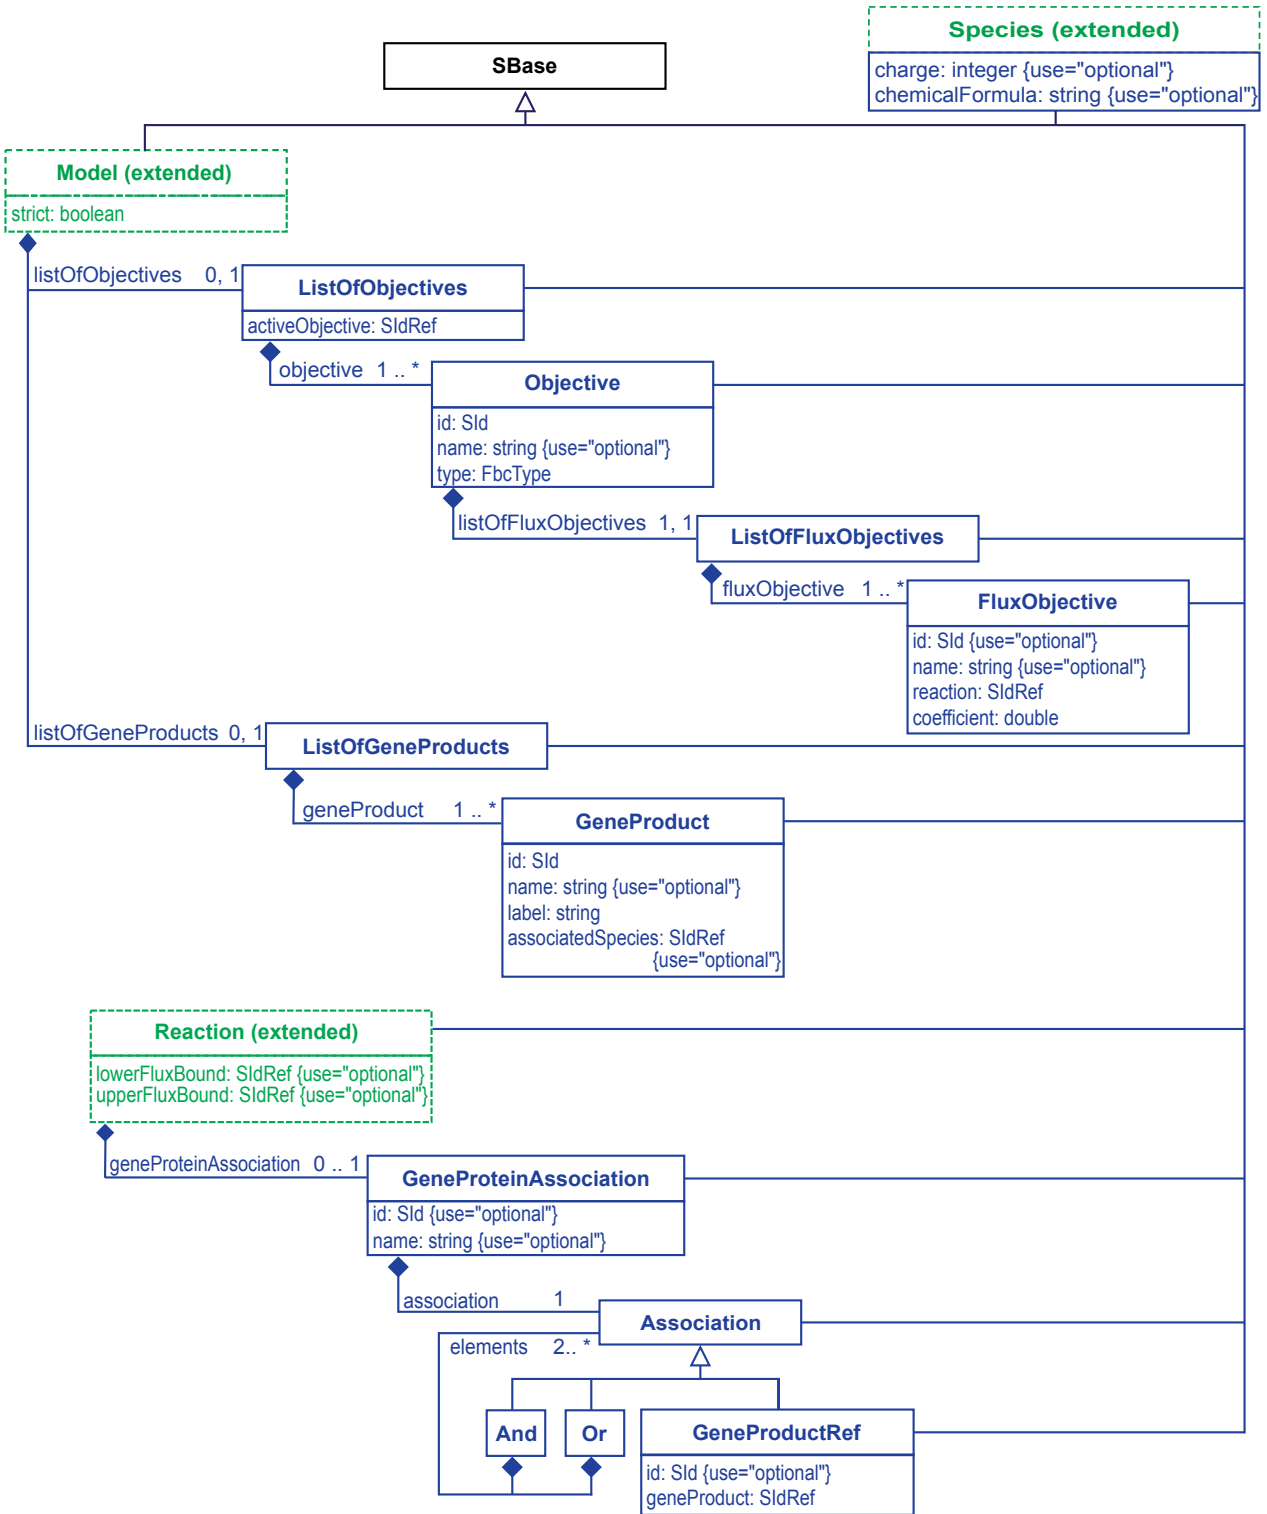 Species (extended)
charge: integer {use="optional"}
chemicalFormula: string {use="optional"}
SBase
Model (extended)
strict: boolean
listOfObjectives 0, 1
ListOfObjectives
activeObjective: SIdRef
objective 1 .. *
Objective
id: SId
name: string {use="optional"}
type: FbcType
listOfFluxObjectives 1, 1
ListOfFluxObjectives
fluxObjective 1 .. *
FluxObjective
id: SId {use="optional"}
name: string {use="optional"}
reaction: SIdRef
coefficient: double
listOfGeneProducts 0, 1
ListOfGeneProducts
geneProduct 1 .. *
GeneProduct
id: SId
name: string {use="optional"}
label: string
associatedSpecies: SIdRef
{use="optional"}
Reaction (extended)
lowerFluxBound: SIdRef {use="optional"}
upperFluxBound: SIdRef {use="optional"}
geneProteinAssociation 0 .. 1
GeneProteinAssociation
id: SId {use="optional"}
name: string {use="optional"}
association 1
Association
elements 2.. *
And
Or
GeneProductRef
id: SId {use="optional"}
geneProduct: SIdRef